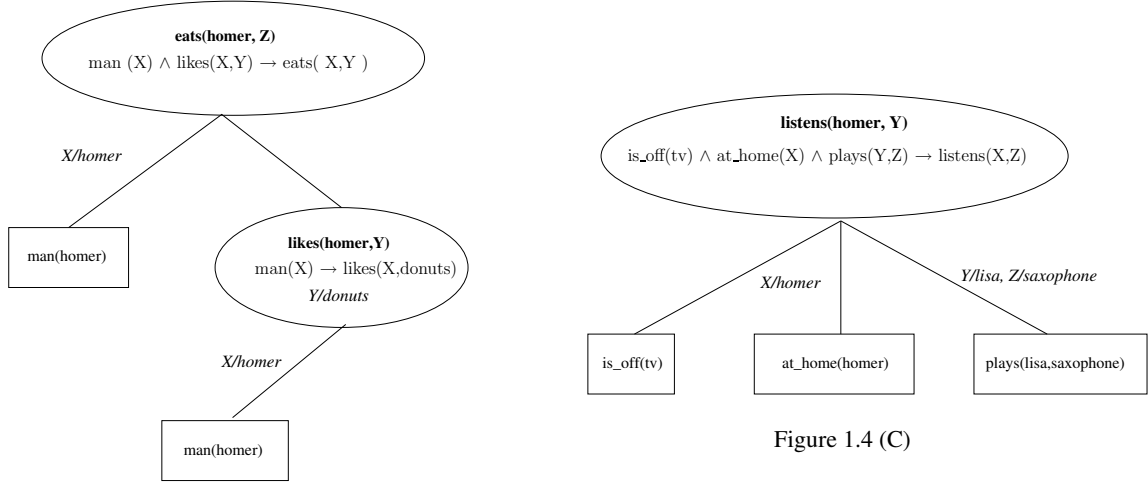 eats(homer, Z)
man (X) ∧ likes(X,Y) → eats( X,Y )
X/homer
man(homer)
likes(homer,Y)
man(X) → likes(X,donuts)
Y/donuts
X/homer
man(homer)
listens(homer, Y)
is_off(tv) ∧ at_home(X) ∧ plays(Y,Z) → listens(X,Z)
X/homer
Y/lisa, Z/saxophone
is_off(tv)
at_home(homer)
plays(lisa,saxophone)
Figure 1.4 (C)